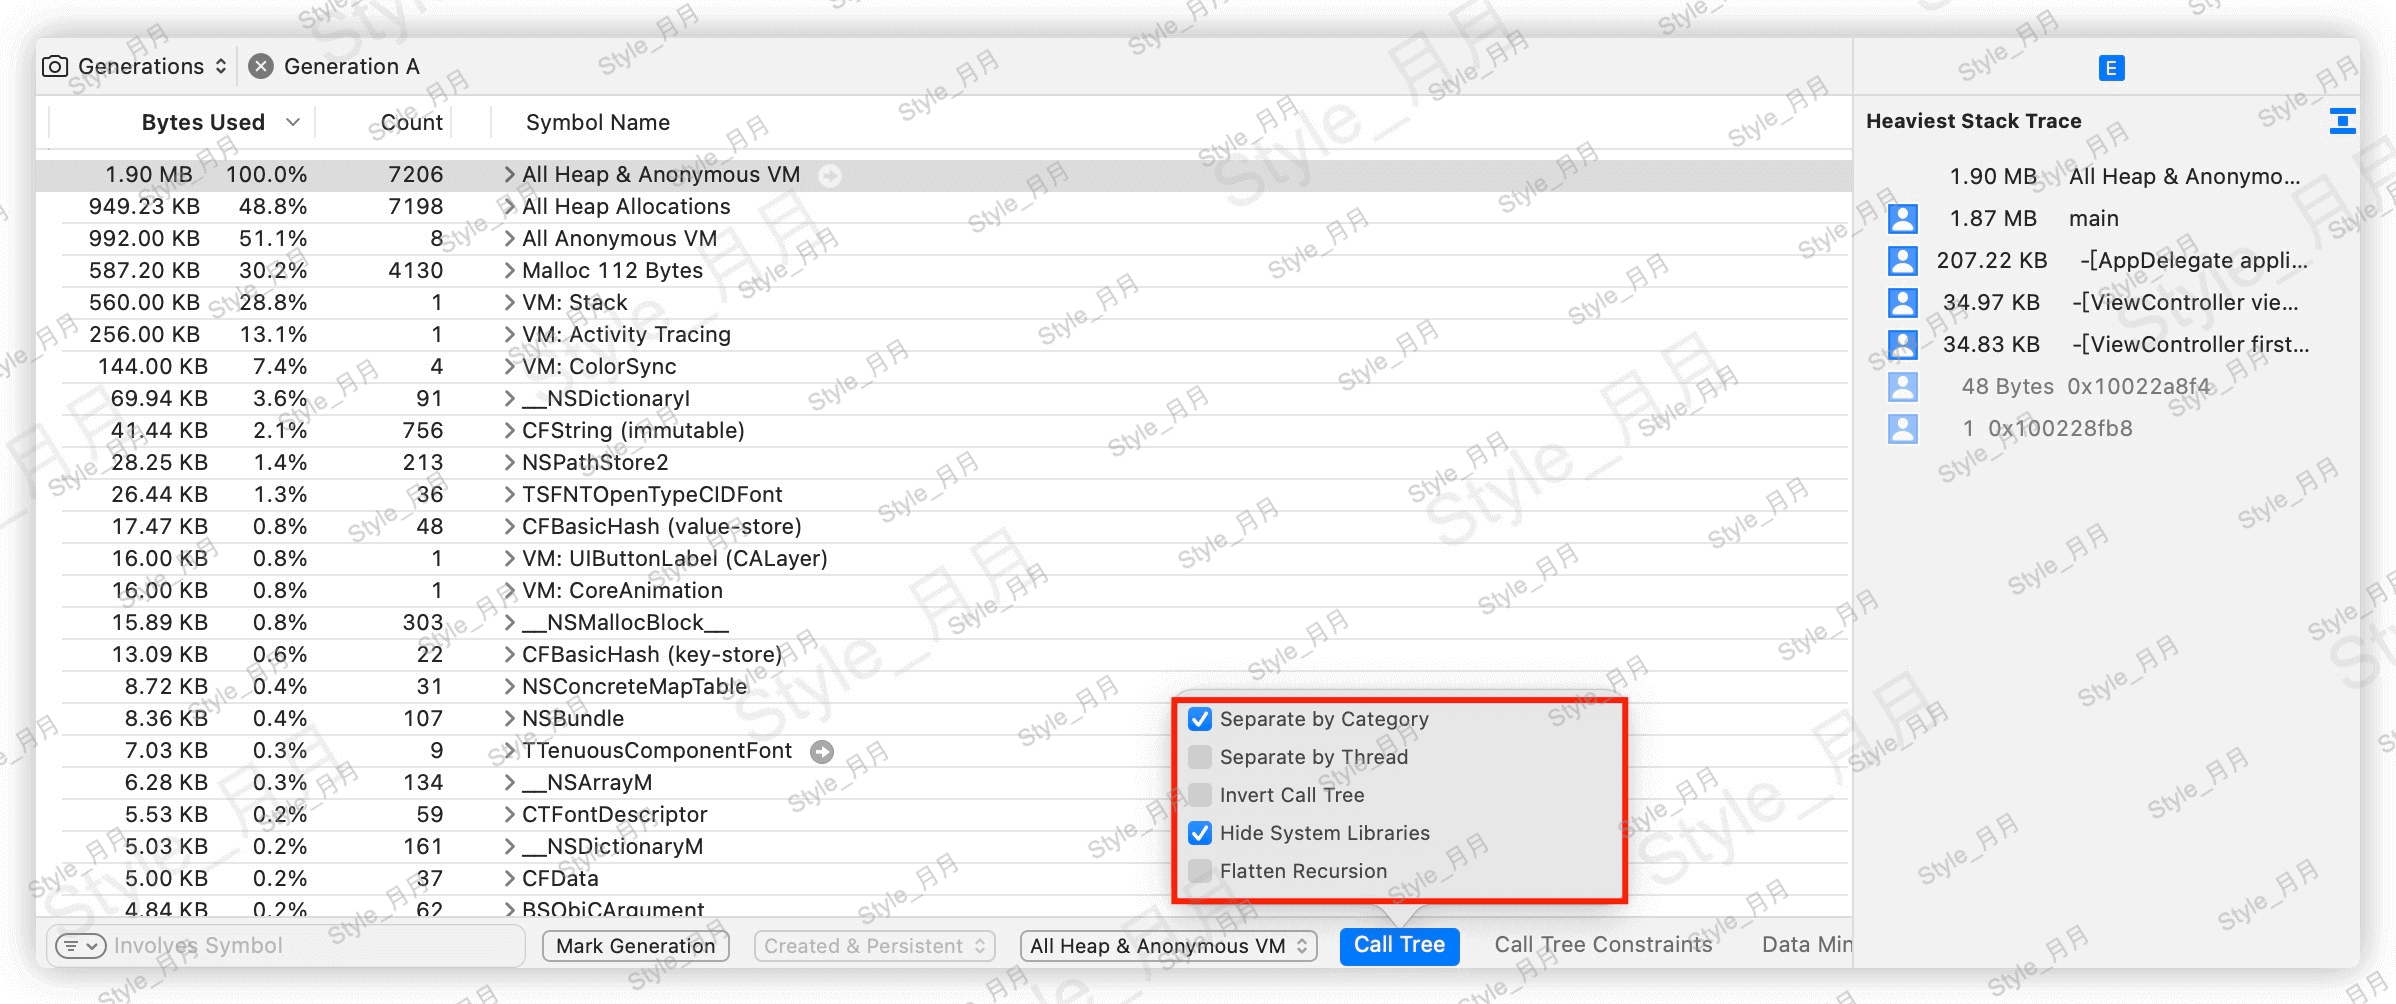 Generations
Generation A
E
Bytes Used Count Symbol Name
1.90 MB 100.0% 7206 All Heap & Anonymous VM
949.23 KB 48.8% 7198 All Heap Allocations
992.00 KB 51.1% 8 All Anonymous VM
587.20 KB 30.2% 4130 Malloc 112 Bytes
560.00 KB 28.8% 1 VM: Stack
256.00 KB 13.1% 1 VM: Activity Tracing
144.00 KB 7.4% 4 VM: ColorSync
69.94 KB 3.6% 91 __NSDictionaryI
41.44 KB 2.1% 756 CFString (immutable)
28.25 KB 1.4% 213 NSPathStore2
26.44 KB 1.3% 36 TSFNTOpenTypeCIDFont
17.47 KB 0.8% 48 CFBasicHash (value-store)
16.00 KB 0.8% 1 VM: UIButtonLabel (CALayer)
16.00 KB 0.8% 1 VM: CoreAnimation
15.89 KB 0.8% 303 __NSMallocBlock__
13.09 KB 0.6% 22 CFBasicHash (key-store)
8.72 KB 0.4% 31 NSConcreteMapTable
8.36 KB 0.4% 107 NSBundle
7.03 KB 0.3% 9 TTenuousComponentFont
6.28 KB 0.3% 134 __NSArrayM
5.53 KB 0.2% 59 CTFontDescriptor
5.03 KB 0.2% 161 __NSDictionaryM
5.00 KB 0.2% 37 CFData
4.84 KB 0.2% 62 BSObjCArgument
Separate by Category
Separate by Thread
Invert Call Tree
Hide System Libraries
Flatten Recursion
Involves Symbol
Mark Generation
Created & Persistent
All Heap & Anonymous VM
Call Tree
Call Tree Constraints
Data Min
Heaviest Stack Trace
1.90 MB All Heap & Anonymo...
1.87 MB main
207.22 KB -[AppDelegate appli...
34.97 KB -[ViewController vie...
34.83 KB -[ViewController first...
48 Bytes 0x10022a8f4
1 0x100228fb8
Style_月月